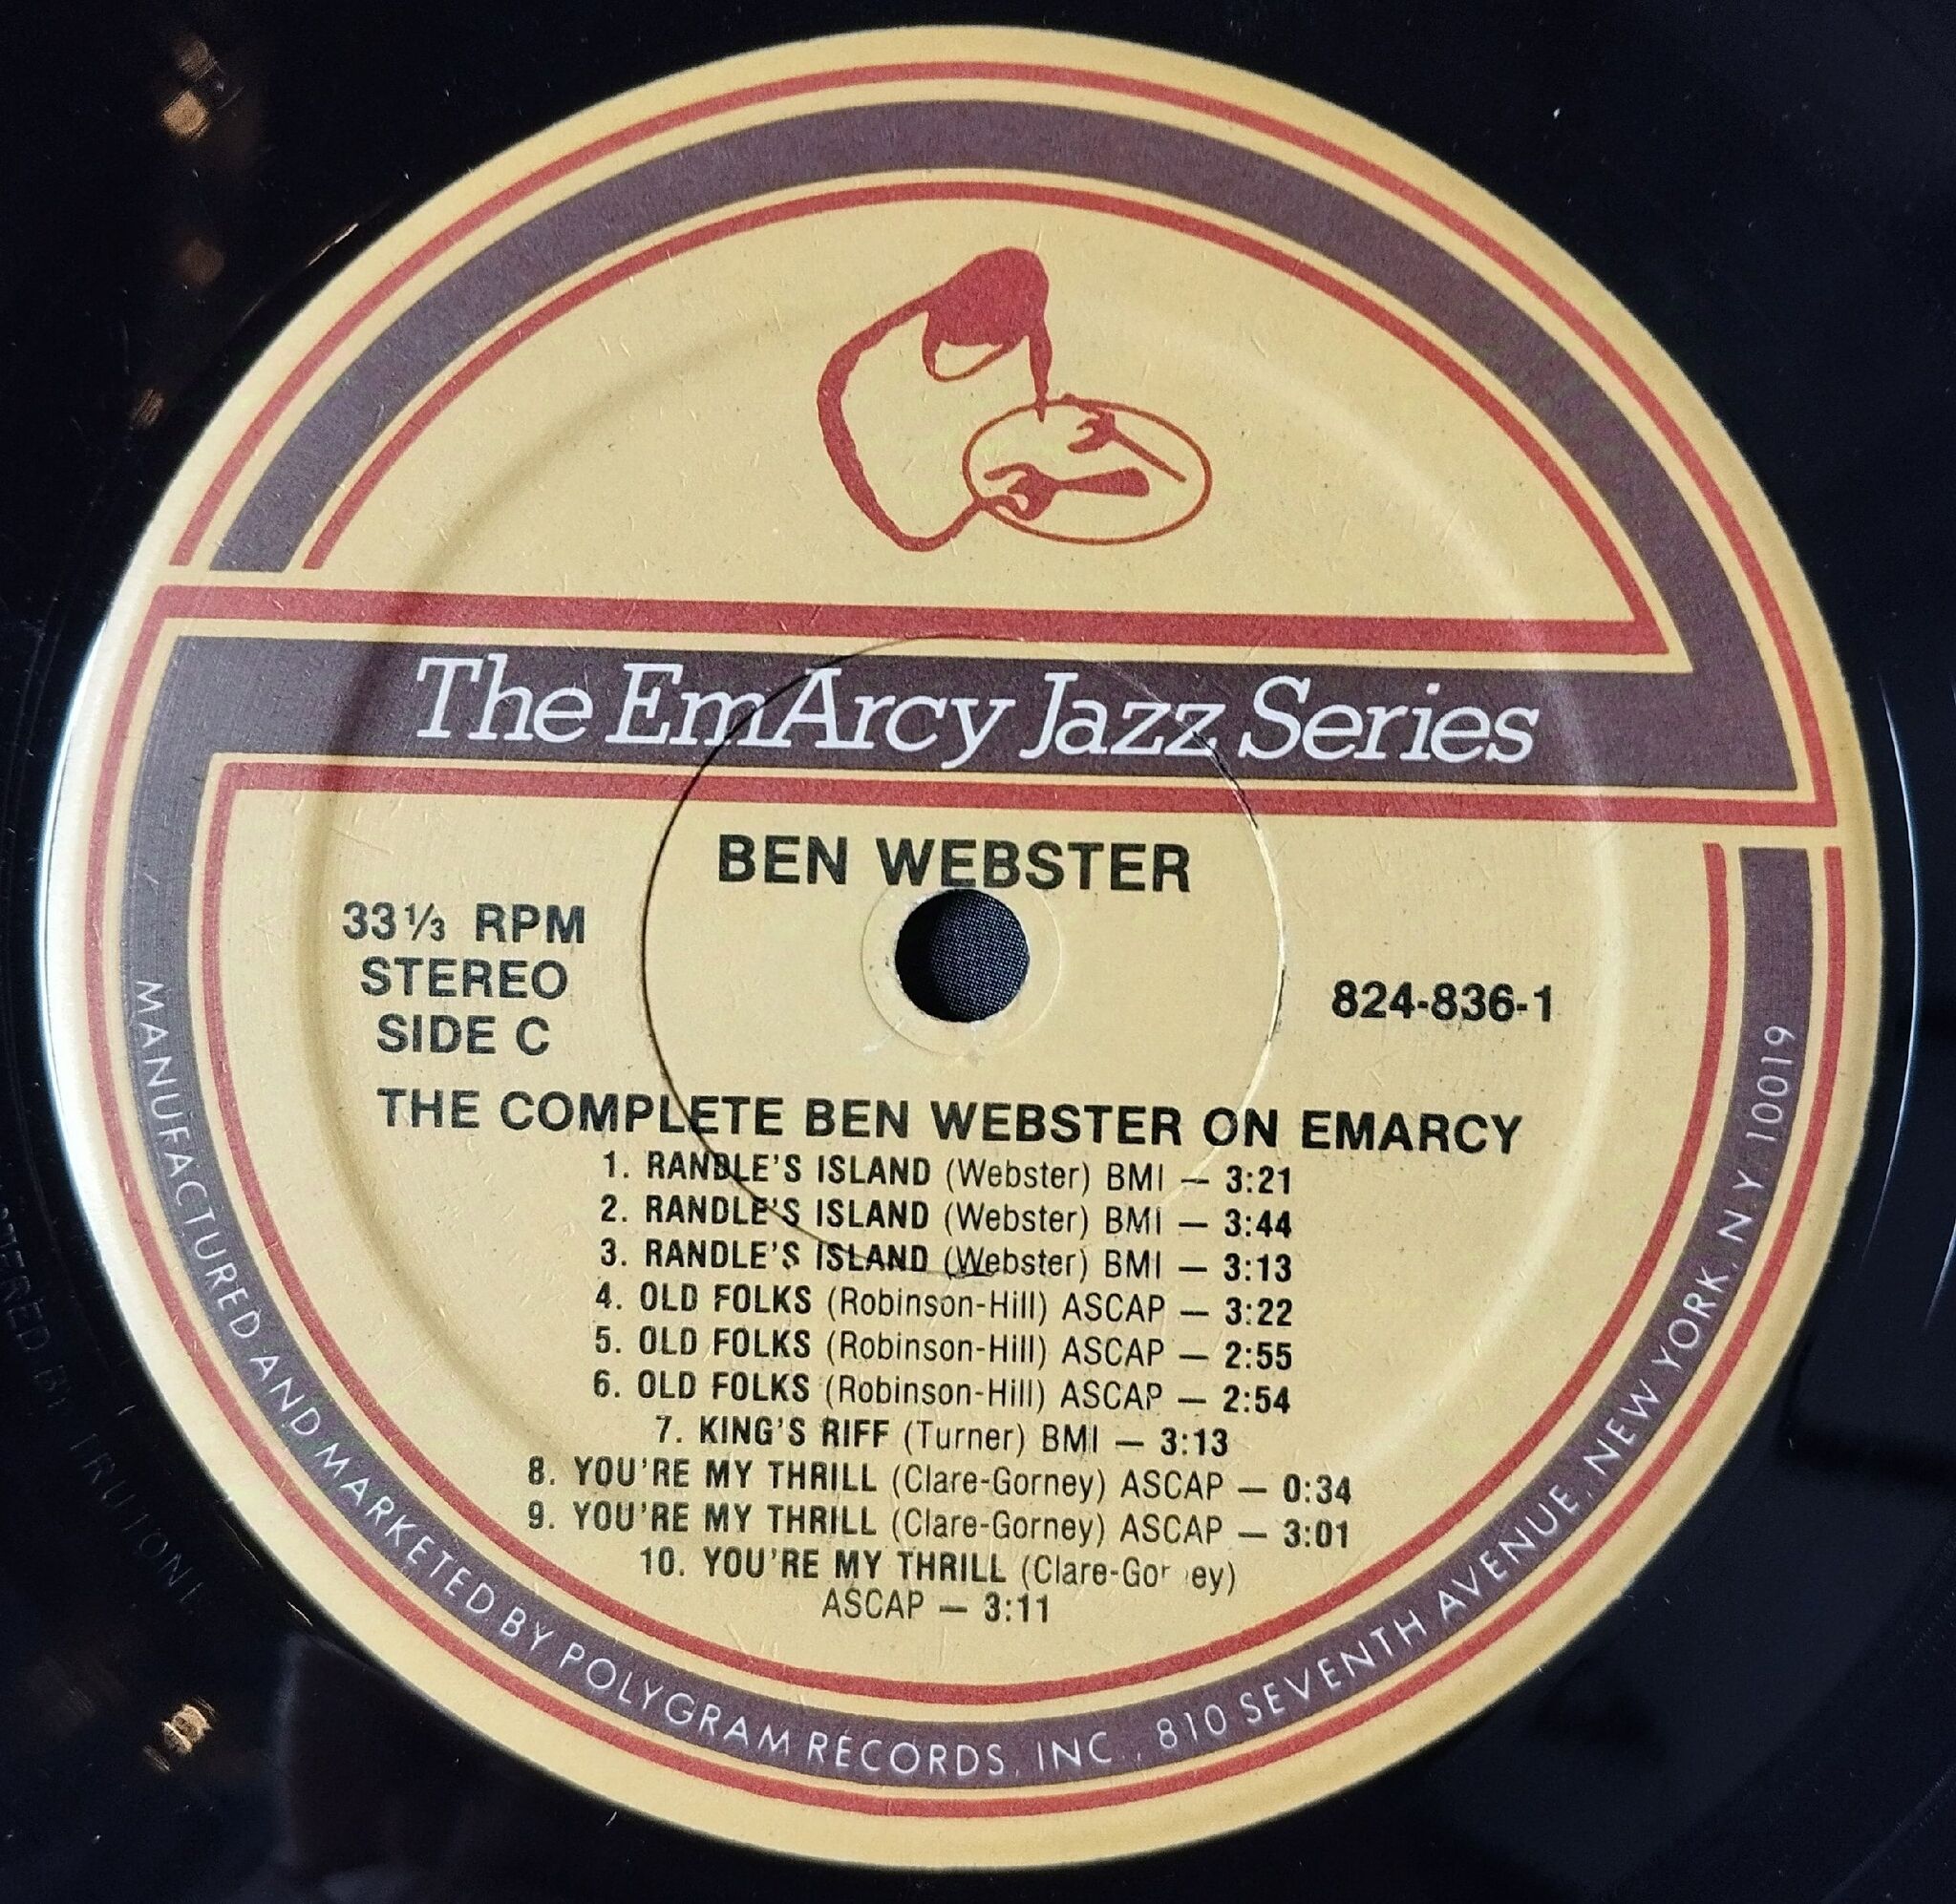 The EmArcy Jazz Series
BEN WEBSTER
33⅓ RPM
STEREO
SIDE C
824-836-1
THE COMPLETE BEN WEBSTER ON EMARCY
1. RANDLE'S ISLAND (Webster) BMI — 3:21
2. RANDLE'S ISLAND (Webster) BMI — 3:44
3. RANDLE'S ISLAND (Webster) BMI — 3:13
4. OLD FOLKS (Robinson-Hill) ASCAP — 3:22
5. OLD FOLKS (Robinson-Hill) ASCAP — 2:55
6. OLD FOLKS (Robinson-Hill) ASCAP — 2:54
7. KING'S RIFF (Turner) BMI — 3:13
8. YOU'RE MY THRILL (Clare-Gorney) ASCAP — 0:34
9. YOU'RE MY THRILL (Clare-Gorney) ASCAP — 3:01
10. YOU'RE MY THRILL (Clare-Gorney)
ASCAP — 3:11
MANUFACTURED AND MARKETED BY POLYGRAM RECORDS, INC., 810 SEVENTH AVENUE, NEW YORK, N.Y. 10019